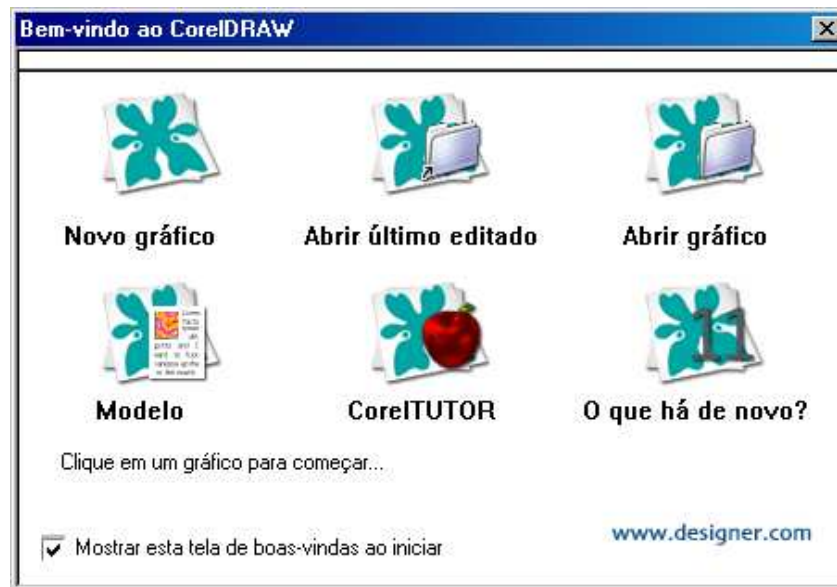 Bem-vindo ao CorelDRAW
Novo gráfico
Abrir último editado
Abrir gráfico
11
Modelo
CorelTUTOR
O que há de novo?
Clique em um gráfico para começar...
Mostrar esta tela de boas-vindas ao iniciar
www.designer.com